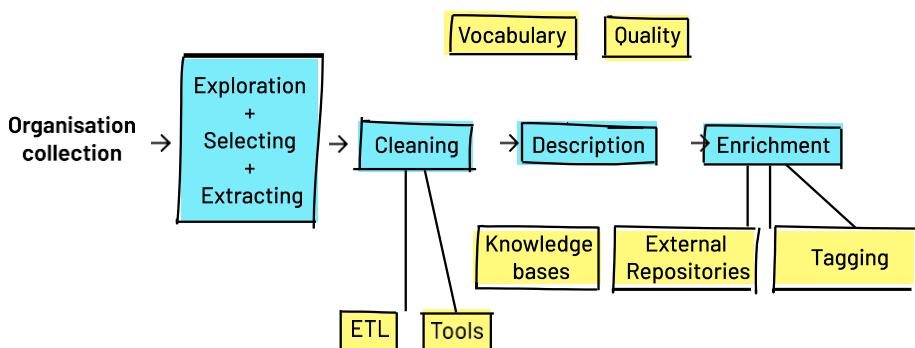 Vocabulary
Quality
Organisation
collection
Exploration
+
Selecting
+
Extracting
Cleaning
Description
Enrichment
Knowledge
bases
External
Repositories
Tagging
ETL
Tools